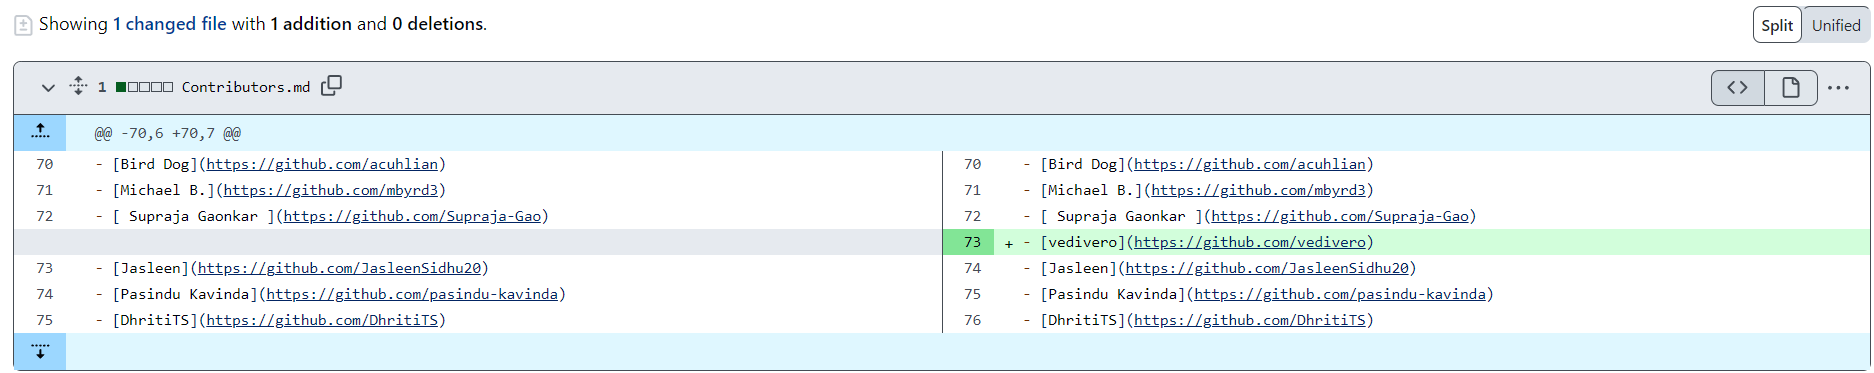 Showing 1 changed file with 1 addition and 0 deletions.
Split Unified
1 Contributors.md
@@ -70,6 +70,7 @@
70 - [Bird Dog](https://github.com/acuhlian) 70 - [Bird Dog](https://github.com/acuhlian)
71 - [Michael B.](https://github.com/mbyrd3) 71 - [Michael B.](https://github.com/mbyrd3)
72 - [ Supraja Gaonkar ](https://github.com/Supraja-Gao) 72 - [ Supraja Gaonkar ](https://github.com/Supraja-Gao)
73 + - [vedivero](https://github.com/vedivero)
73 - [Jasleen](https://github.com/JasleenSidhu20) 74 - [Jasleen](https://github.com/JasleenSidhu20)
74 - [Pasindu Kavinda](https://github.com/pasindu-kavinda) 75 - [Pasindu Kavinda](https://github.com/pasindu-kavinda)
75 - [DhritiTS](https://github.com/DhritiTS) 76 - [DhritiTS](https://github.com/DhritiTS)